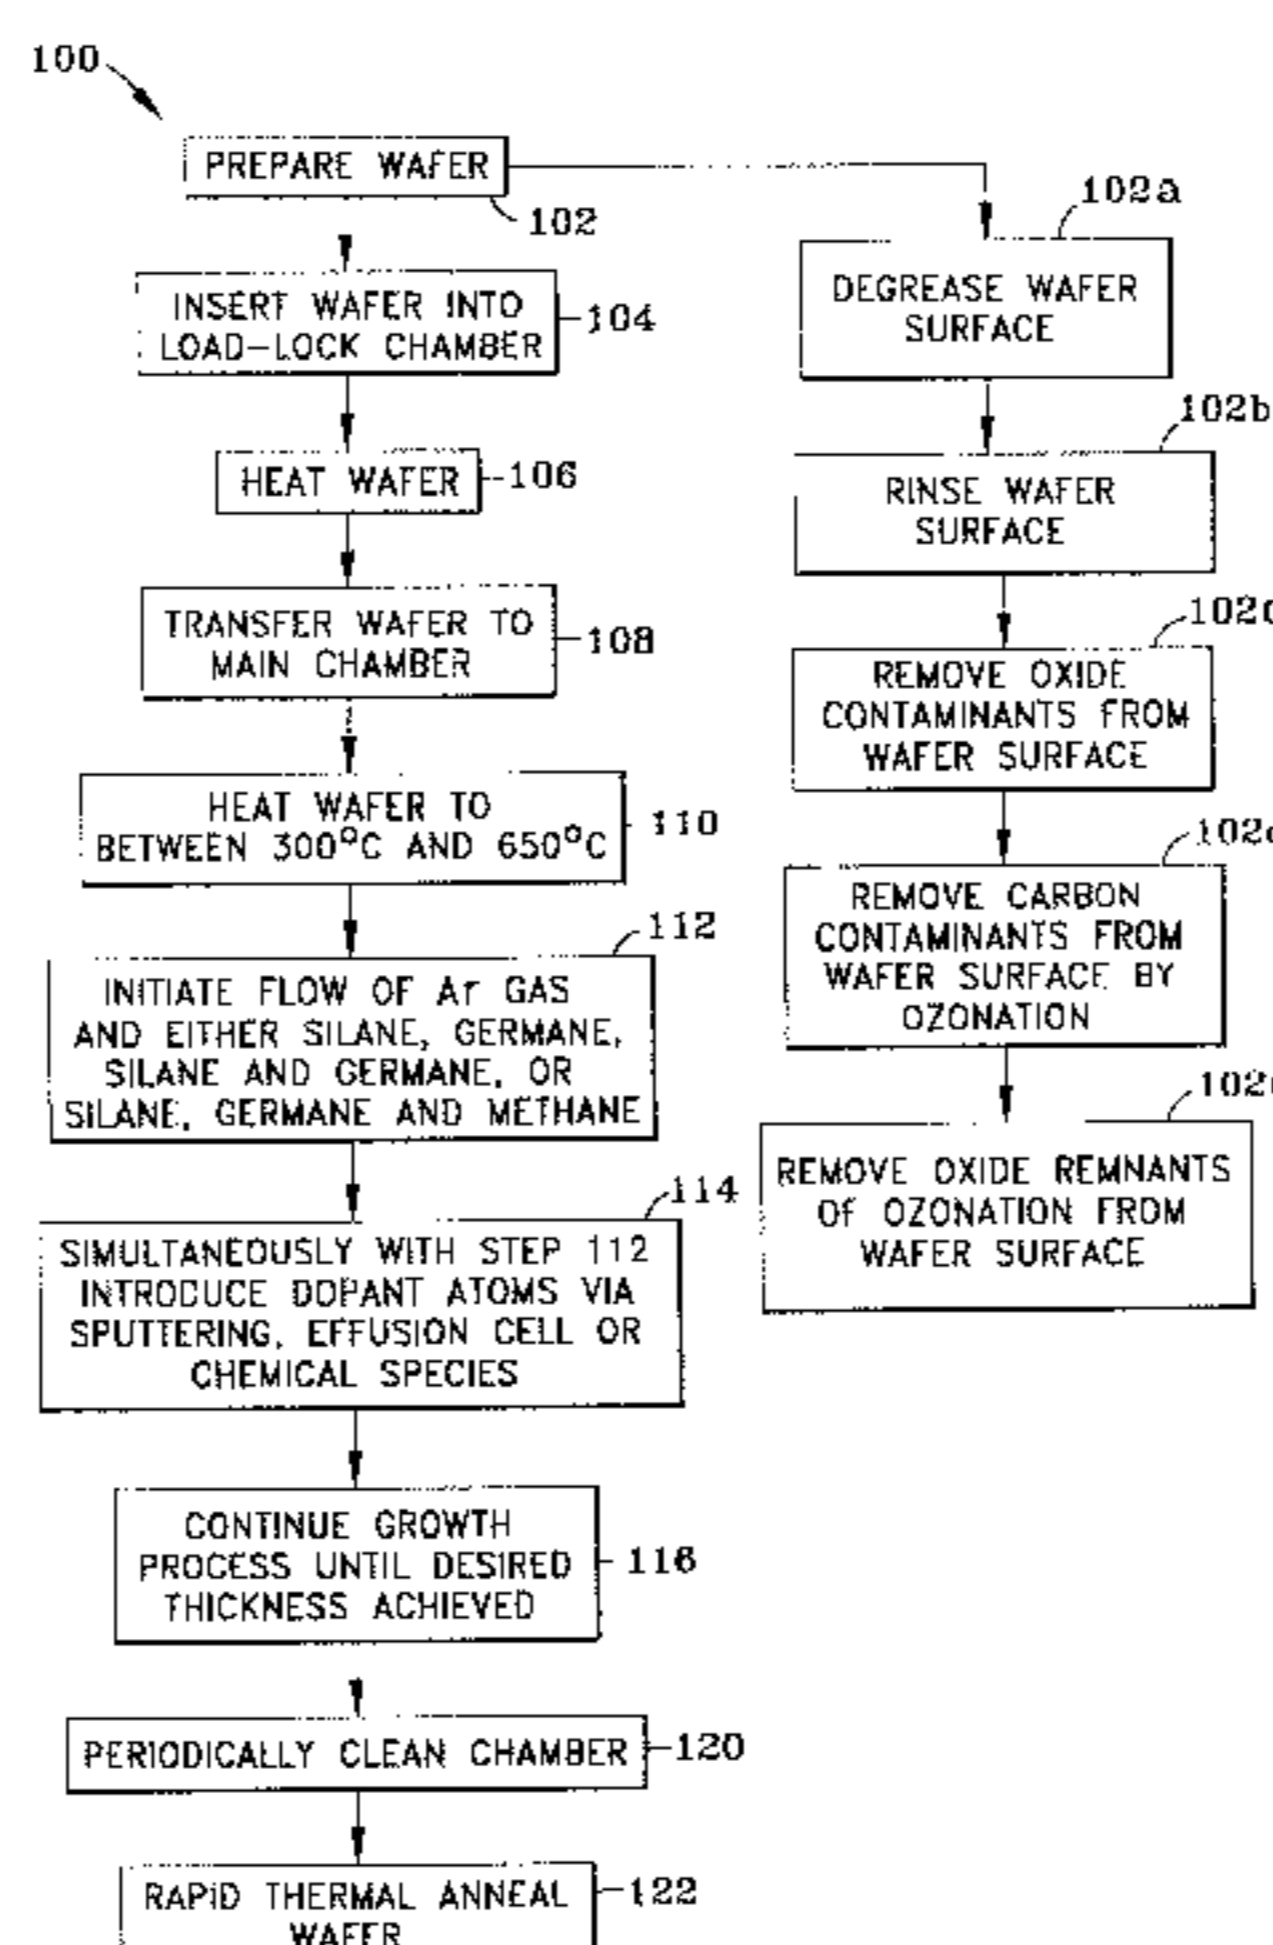 100
PREPARE WAFER
102
INSERT WAFER INTO
LOAD-LOCK CHAMBER
104
HEAT WAFER
106
TRANSFER WAFER TO
MAIN CHAMBER
108
HEAT WAFER TO
BETWEEN 300°C AND 650°C
110
112
INITIATE FLOW OF Ar GAS
AND EITHER SILANE, GERMANE,
SILANE AND GERMANE, OR
SILANE, GERMANE AND METHANE
114
SIMULTANEOUSLY WITH STEP 112
INTRODUCE DOPANT ATOMS VIA
SPUTTERING, EFFUSION CELL OR
CHEMICAL SPECIES
CONTINUE GROWTH
PROCESS UNTIL DESIRED
THICKNESS ACHIEVED
116
PERIODICALLY CLEAN CHAMBER
120
RAPID THERMAL ANNEAL
WAFER
122
102a
DEGREASE WAFER
SURFACE
102b
RINSE WAFER
SURFACE
REMOVE OXIDE
CONTAMINANTS FROM
WAFER SURFACE
REMOVE CARBON
CONTAMINANTS FROM
WAFER SURFACE BY
OZONATION
REMOVE OXIDE REMNANTS
OF OZONATION FROM
WAFER SURFACE